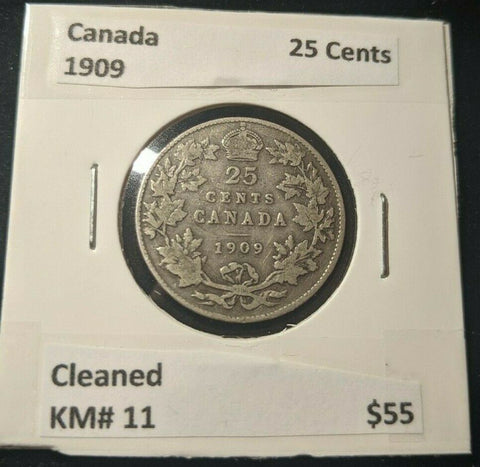 Canada 25 Cents
1909
25
CENTS
CANADA
1909
Cleaned
KM# 11 $55